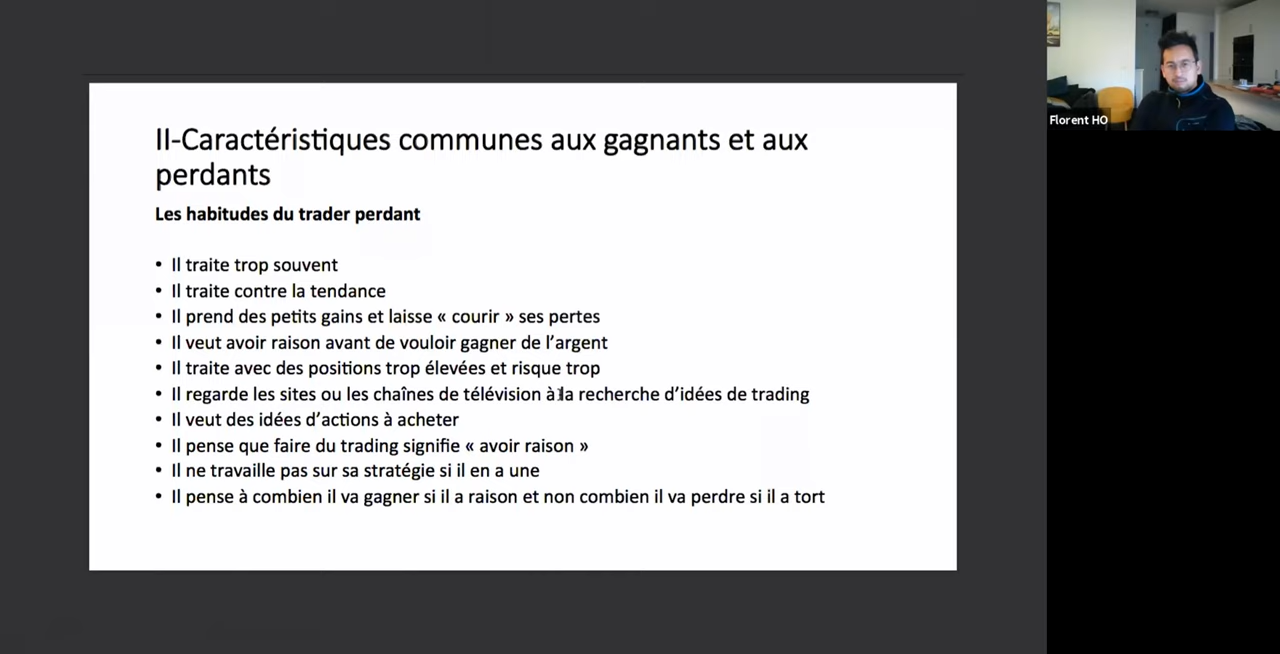 II-Caractéristiques communes aux gagnants et aux
perdants
Les habitudes du trader perdant
• Il traite trop souvent
• Il traite contre la tendance
• Il prend des petits gains et laisse « courir » ses pertes
• Il veut avoir raison avant de vouloir gagner de l’argent
• Il traite avec des positions trop élevées et risque trop
• Il regarde les sites ou les chaînes de télévision à la recherche d’idées de trading
• Il veut des idées d’actions à acheter
• Il pense que faire du trading signifie « avoir raison »
• Il ne travaille pas sur sa stratégie si il en a une
• Il pense à combien il va gagner si il a raison et non combien il va perdre si il a tort
Florent HO